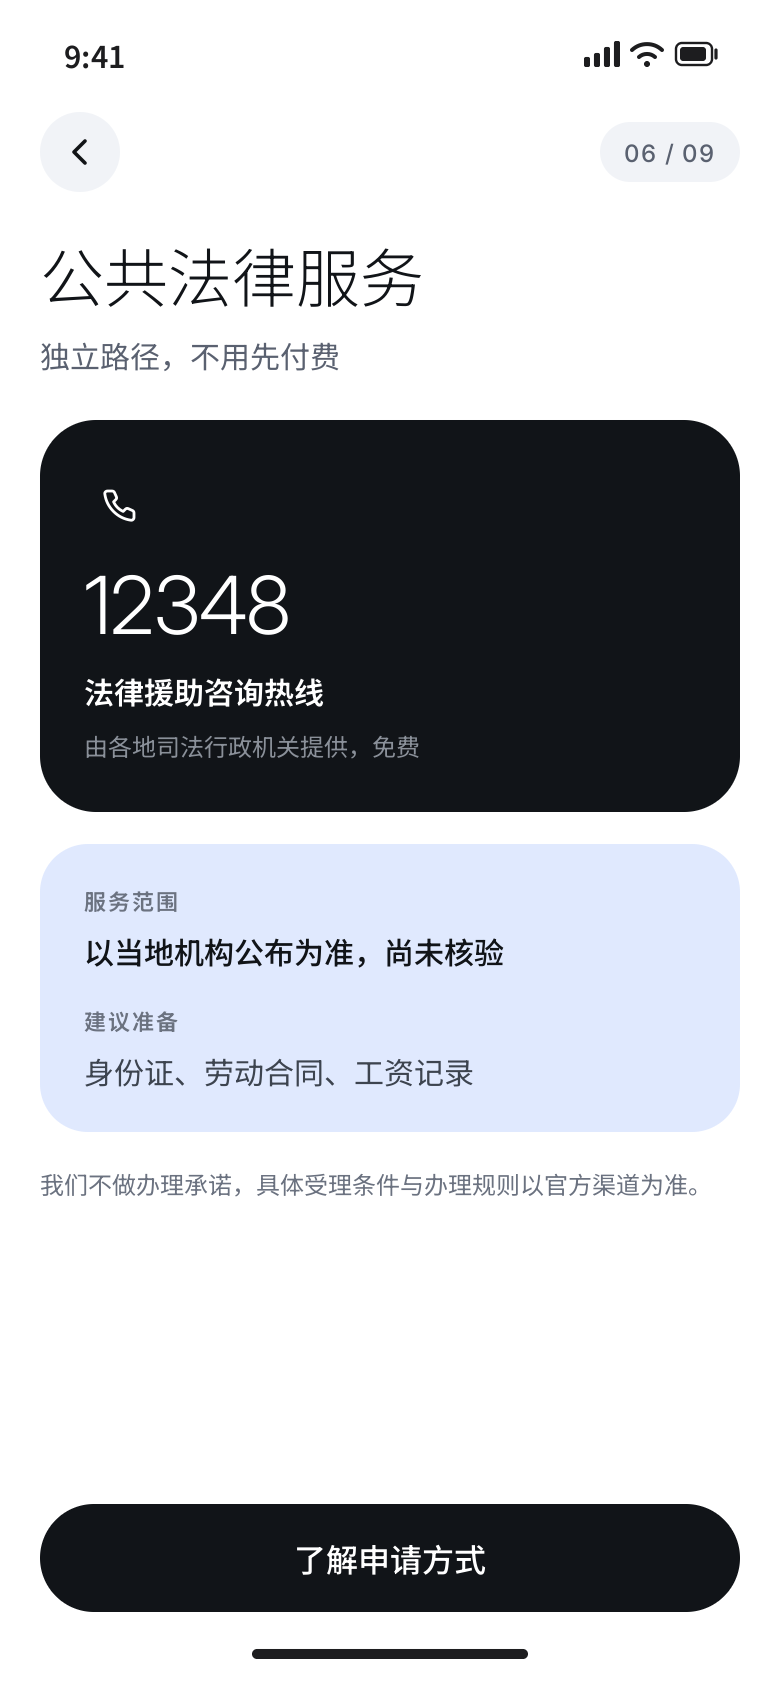 9:41
06 / 09
公共法律服务
独立路径，不用先付费
12348
法律援助咨询热线
由各地司法行政机关提供，免费
服务范围
以当地机构公布为准，尚未核验
建议准备
身份证、劳动合同、工资记录
我们不做办理承诺，具体受理条件与办理规则以官方渠道为准。
了解申请方式